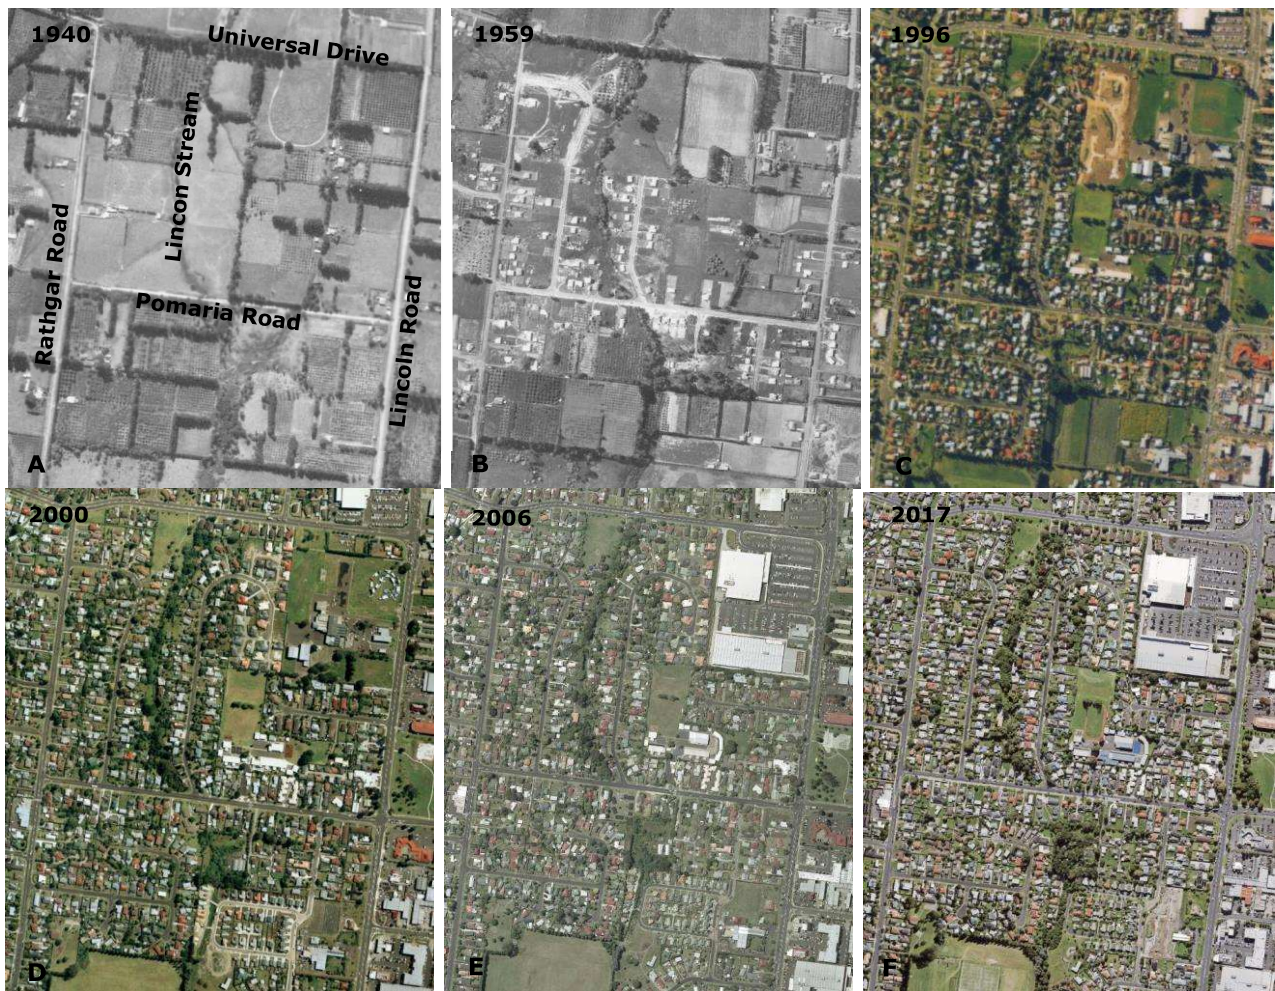 1940
Universal Drive
Lincon Stream
Rathgar Road
Pomaria Road
Lincoln Road
A
1959
B
1996
C
2000
D
2006
E
2017
F